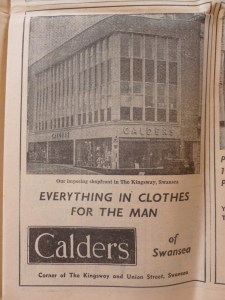 CALDERS
Our imposing shopfront in The Kingsway, Swansea
EVERYTHING IN CLOTHES
FOR THE MAN
Calders
of
Swansea
Corner of The Kingsway and Union Street, Swansea